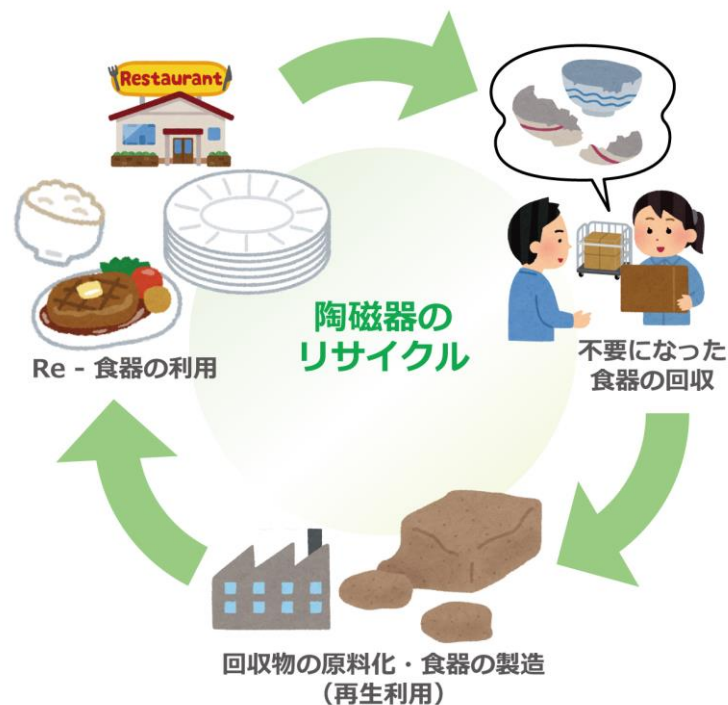 Restaurant
陶磁器の
リサイクル
Re - 食器の利用
不要になった
食器の回収
回収物の原料化・食器の製造
（再生利用）